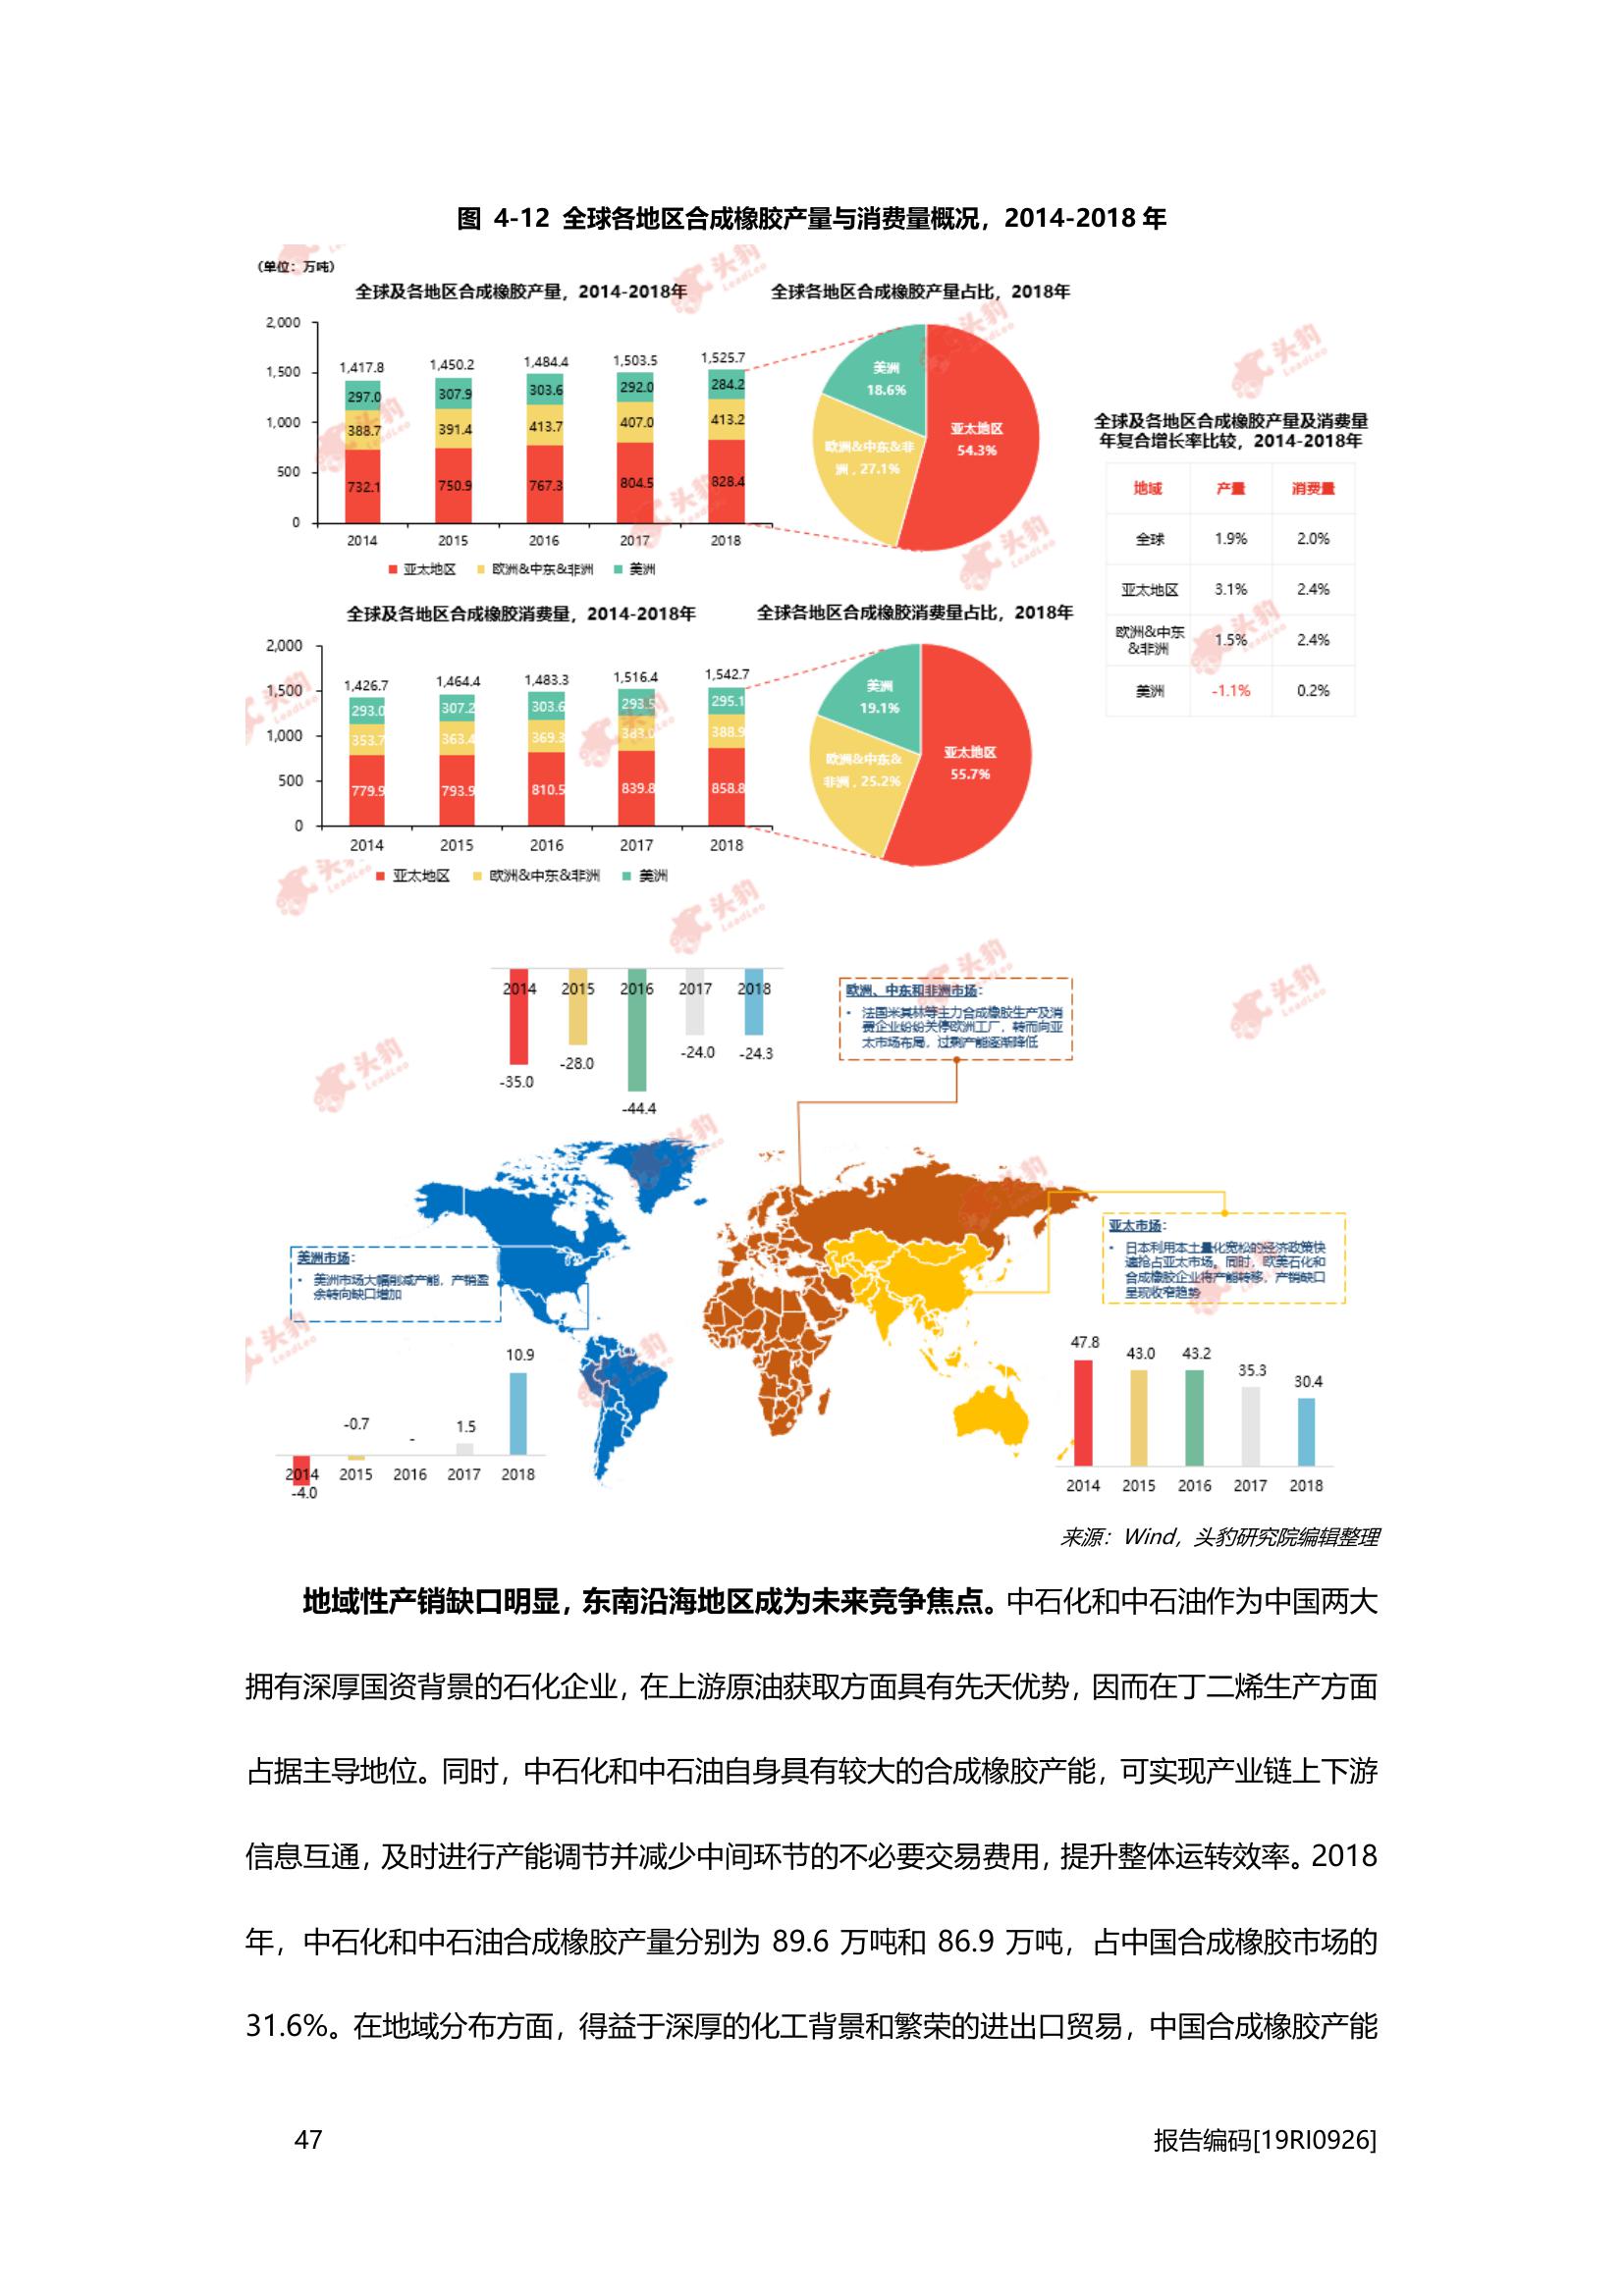 图 4-12 全球各地区合成橡胶产量与消费量概况，2014-2018 年
（单位：万吨）
全球及各地区合成橡胶产量，2014-2018年
2,000
1,500
1,000
500
0
1,417.8
1,450.2
1,484.4
1,503.5
1,525.7
297.0
307.9
303.6
292.0
284.2
388.7
391.4
413.7
407.0
413.2
732.1
750.9
767.3
804.5
828.4
2014
2015
2016
2017
2018
亚太地区
欧洲&中东&非洲
美洲
全球各地区合成橡胶产量占比，2018年
美洲
18.6%
欧洲&中东&非
洲，27.1%
亚太地区
54.3%
全球及各地区合成橡胶产量及消费量
年复合增长率比较，2014-2018年
地域 产量 消费量
全球 1.9% 2.0%
亚太地区 3.1% 2.4%
欧洲&中东
&非洲 1.5% 2.4%
美洲 -1.1% 0.2%
全球及各地区合成橡胶消费量，2014-2018年
2,000
1,500
1,000
500
0
1,426.7
1,464.4
1,483.3
1,516.4
1,542.7
293.0
307.2
303.6
293.5
295.1
353.7
363.4
369.3
383.0
388.9
779.9
793.9
810.5
839.8
858.8
2014
2015
2016
2017
2018
亚太地区
欧洲&中东&非洲
美洲
全球各地区合成橡胶消费量占比，2018年
美洲
19.1%
欧洲&中东&
非洲，25.2%
亚太地区
55.7%
2014
2015
2016
2017
2018
-35.0
-28.0
-44.4
-24.0
-24.3
欧洲、中东和非洲市场：
• 法国米其林等主力合成橡胶生产及消
费企业纷纷关停欧洲工厂，转而向亚
太市场布局，过剩产能逐渐降低
亚太市场：
• 日本利用本土量化宽松的经济政策快
速抢占亚太市场。同时，欧美石化和
合成橡胶企业将产能转移，产销缺口
呈现收窄趋势
美洲市场：
• 美洲市场大幅削减产能，产销盈
余转向缺口增加
-4.0
-0.7
-
1.5
10.9
2014
2015
2016
2017
2018
47.8
43.0
43.2
35.3
30.4
2014
2015
2016
2017
2018
头豹
LeadLeo
来源：Wind，头豹研究院编辑整理
地域性产销缺口明显，东南沿海地区成为未来竞争焦点。中石化和中石油作为中国两大
拥有深厚国资背景的石化企业，在上游原油获取方面具有先天优势，因而在丁二烯生产方面
占据主导地位。同时，中石化和中石油自身具有较大的合成橡胶产能，可实现产业链上下游
信息互通，及时进行产能调节并减少中间环节的不必要交易费用，提升整体运转效率。2018
年，中石化和中石油合成橡胶产量分别为 89.6 万吨和 86.9 万吨，占中国合成橡胶市场的
31.6%。在地域分布方面，得益于深厚的化工背景和繁荣的进出口贸易，中国合成橡胶产能
47
报告编码[19RI0926]